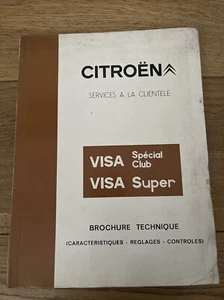 CITROËN
SERVICES A LA CLIENTELE
VISA Spécial Club
VISA Super
BROCHURE TECHNIQUE
(CARACTERISTIQUES - REGLAGES - CONTROLES)